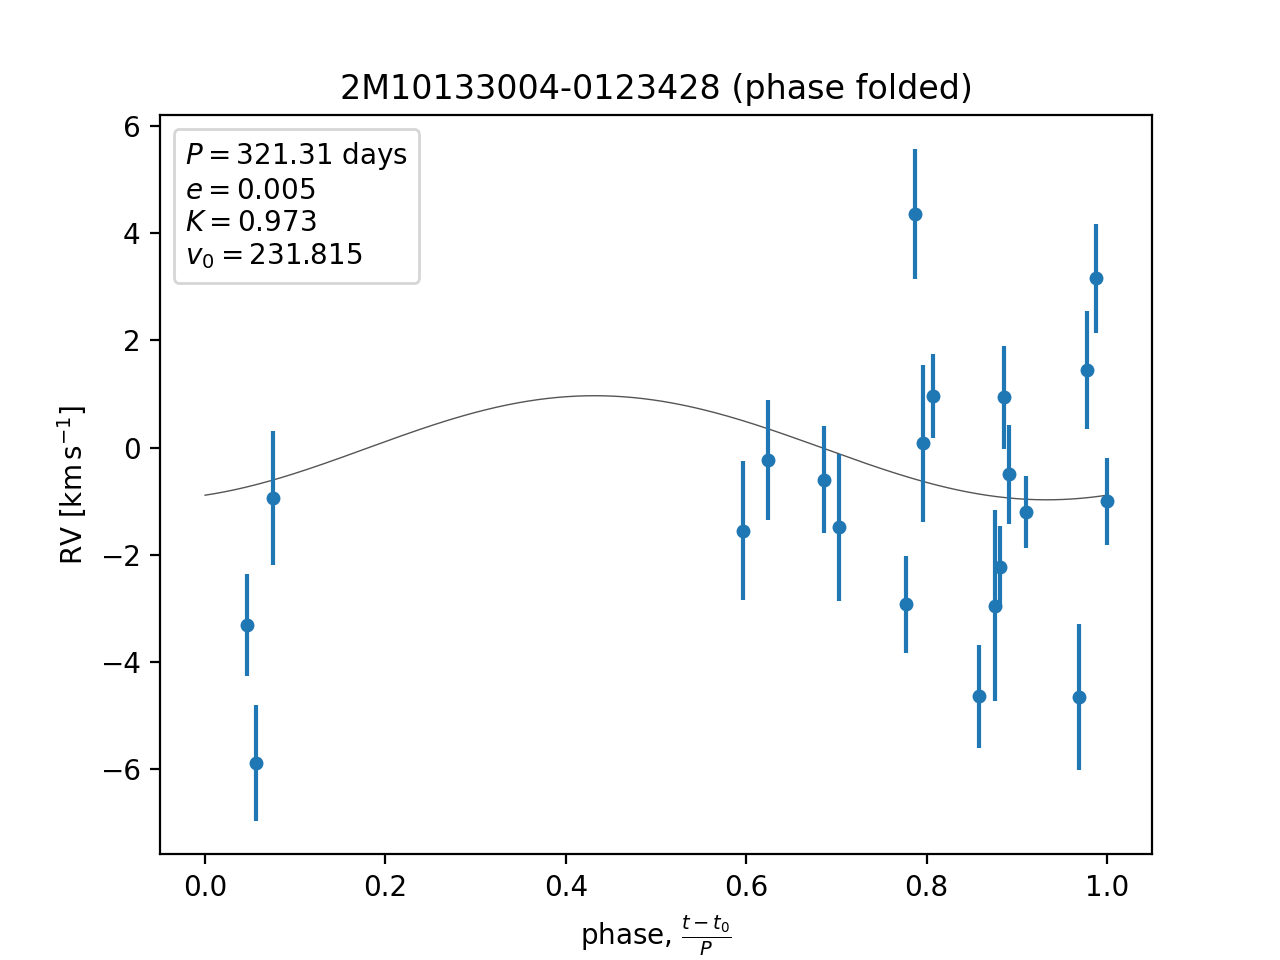 2M10133004-0123428 (phase folded)
P = 321.31 days
e = 0.005
K = 0.973
v₀ = 231.815
6
4
2
0
−2
−4
−6
RV [km s⁻¹]
0.0 0.2 0.4 0.6 0.8 1.0
phase, (t − t₀)/P